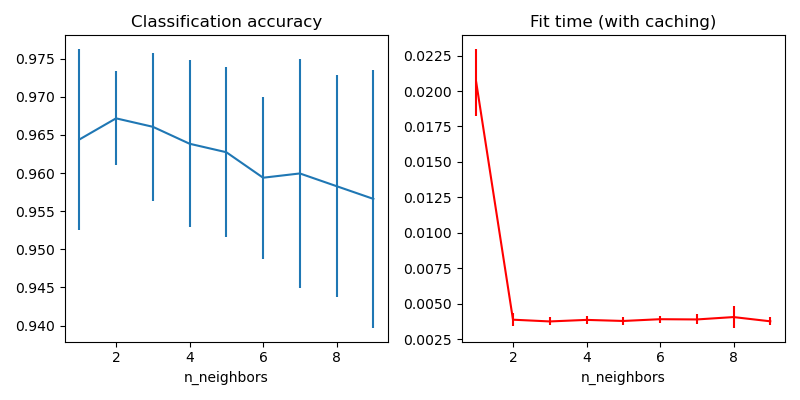 Classification accuracy
0.975
0.970
0.965
0.960
0.955
0.950
0.945
0.940
2 4 6 8
n_neighbors
Fit time (with caching)
0.0225
0.0200
0.0175
0.0150
0.0125
0.0100
0.0075
0.0050
0.0025
2 4 6 8
n_neighbors